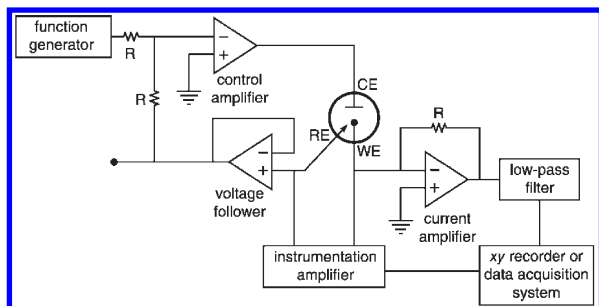 function
generator
R
R
control
amplifier
CE
RE
WE
R
voltage
follower
current
amplifier
low-pass
filter
instrumentation
amplifier
xy recorder or
data acquisition
system